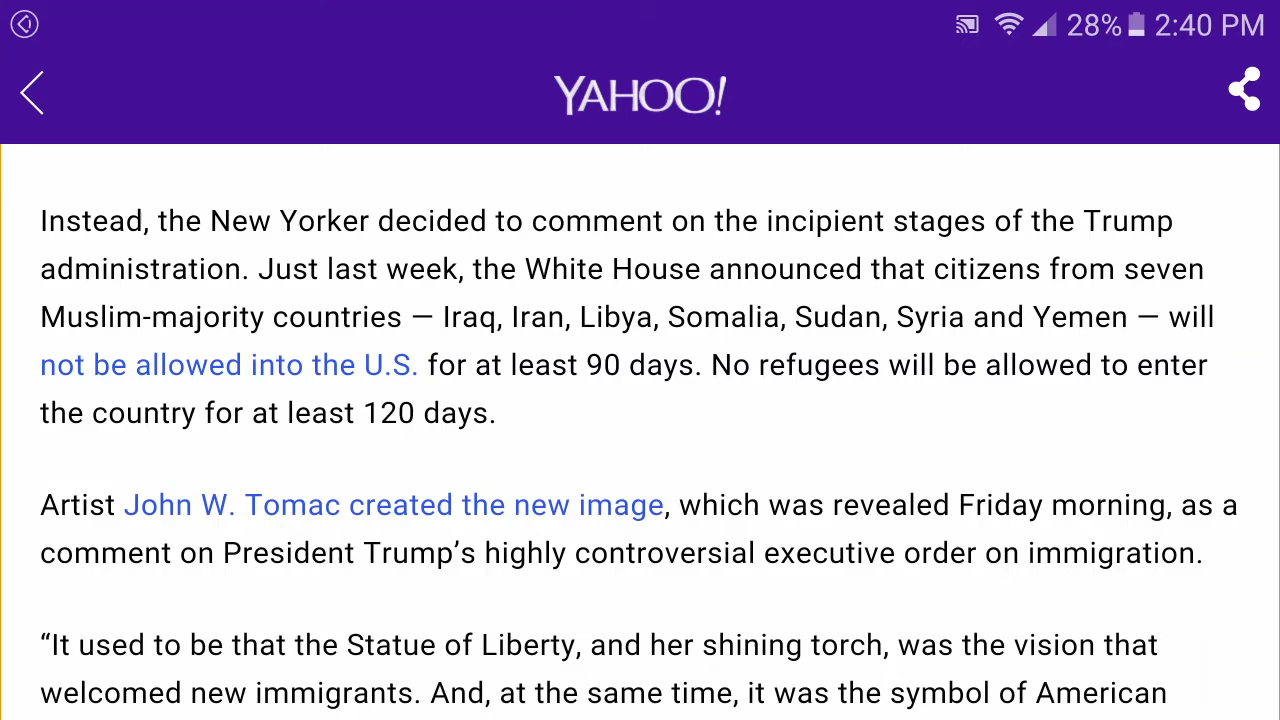 28% 2:40 PM
YAHOO!
Instead, the New Yorker decided to comment on the incipient stages of the Trump
administration. Just last week, the White House announced that citizens from seven
Muslim-majority countries — Iraq, Iran, Libya, Somalia, Sudan, Syria and Yemen — will
not be allowed into the U.S. for at least 90 days. No refugees will be allowed to enter
the country for at least 120 days.
Artist John W. Tomac created the new image, which was revealed Friday morning, as a
comment on President Trump’s highly controversial executive order on immigration.
“It used to be that the Statue of Liberty, and her shining torch, was the vision that
welcomed new immigrants. And, at the same time, it was the symbol of American